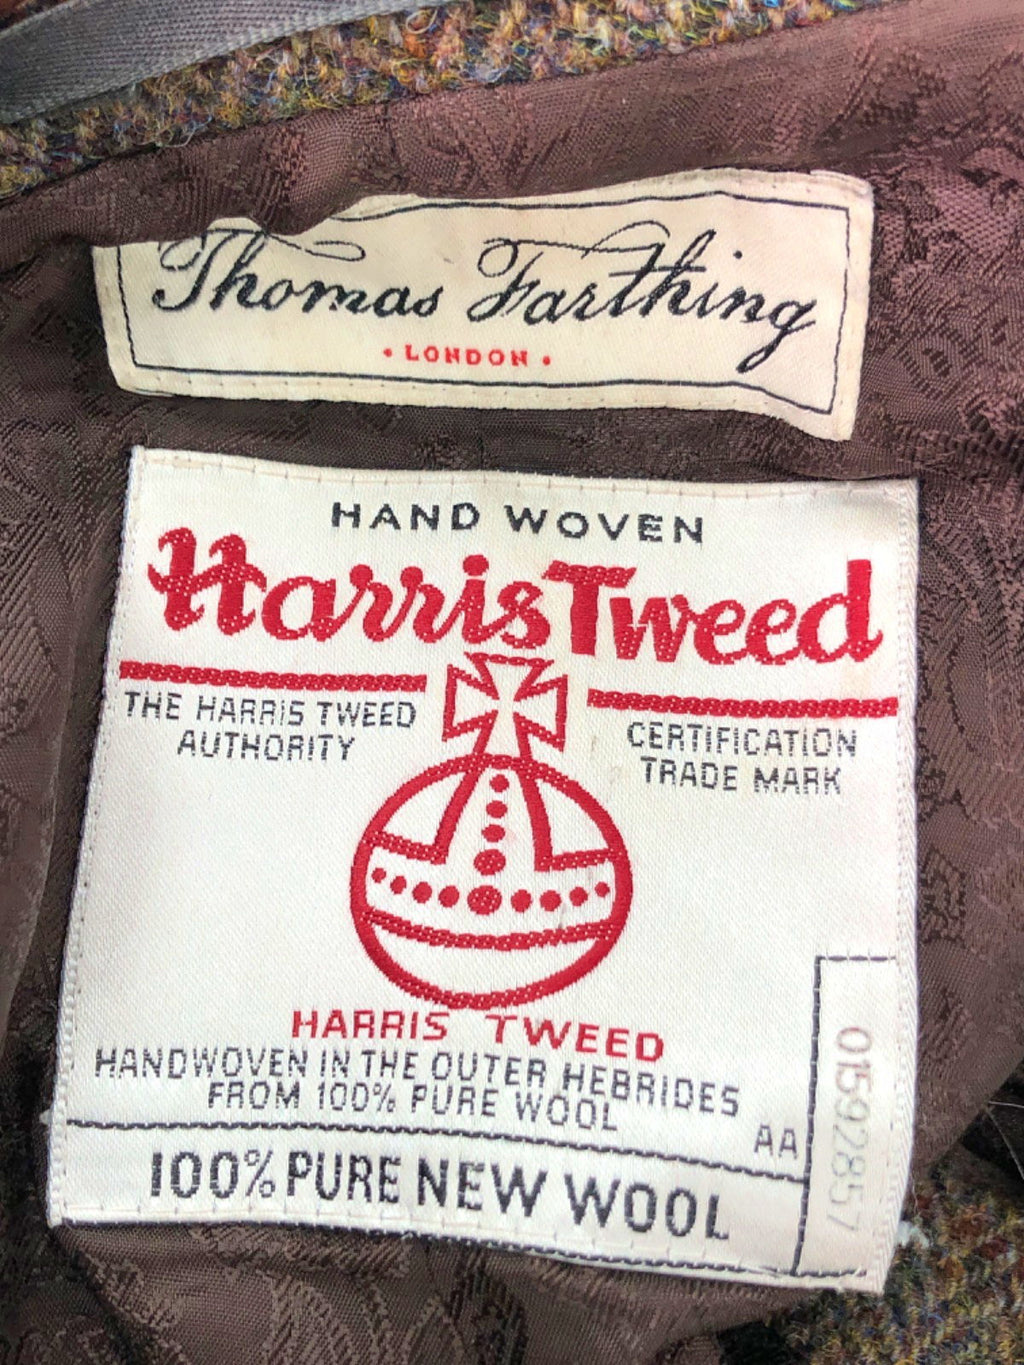 Thomas Farthing
• LONDON •
HAND WOVEN
Harris Tweed
THE HARRIS TWEED
AUTHORITY
CERTIFICATION
TRADE MARK
HARRIS TWEED
HANDWOVEN IN THE OUTER HEBRIDES
FROM 100% PURE WOOL
AA
100% PURE NEW WOOL
01592857